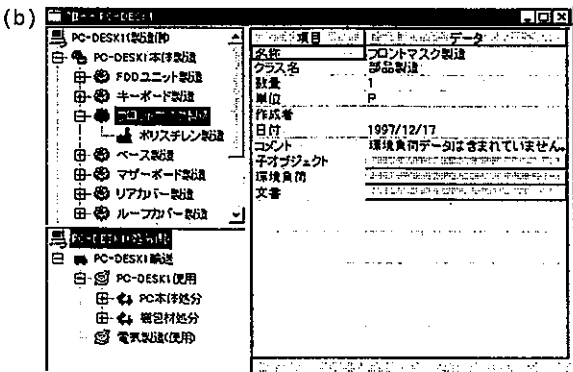 (b)
PC-DESK1(製造側)
PC-DESK1本体製造
FDDユニット製造
キーボード製造
ポリスチレン製造
ベース製造
マザーボード製造
リアカバー製造
ルーフカバー製造
PC-DESK1輸送
PC-DESK1使用
PC本体処分
梱包材処分
電気製造(使用)
項目 データ
名称 フロントマスク製造
クラス名 部品製造
数量 1
単位 P
作成者
日付 1997/12/17
コメント 環境負荷データは含まれていません。
子オブジェクト
環境負荷
文書